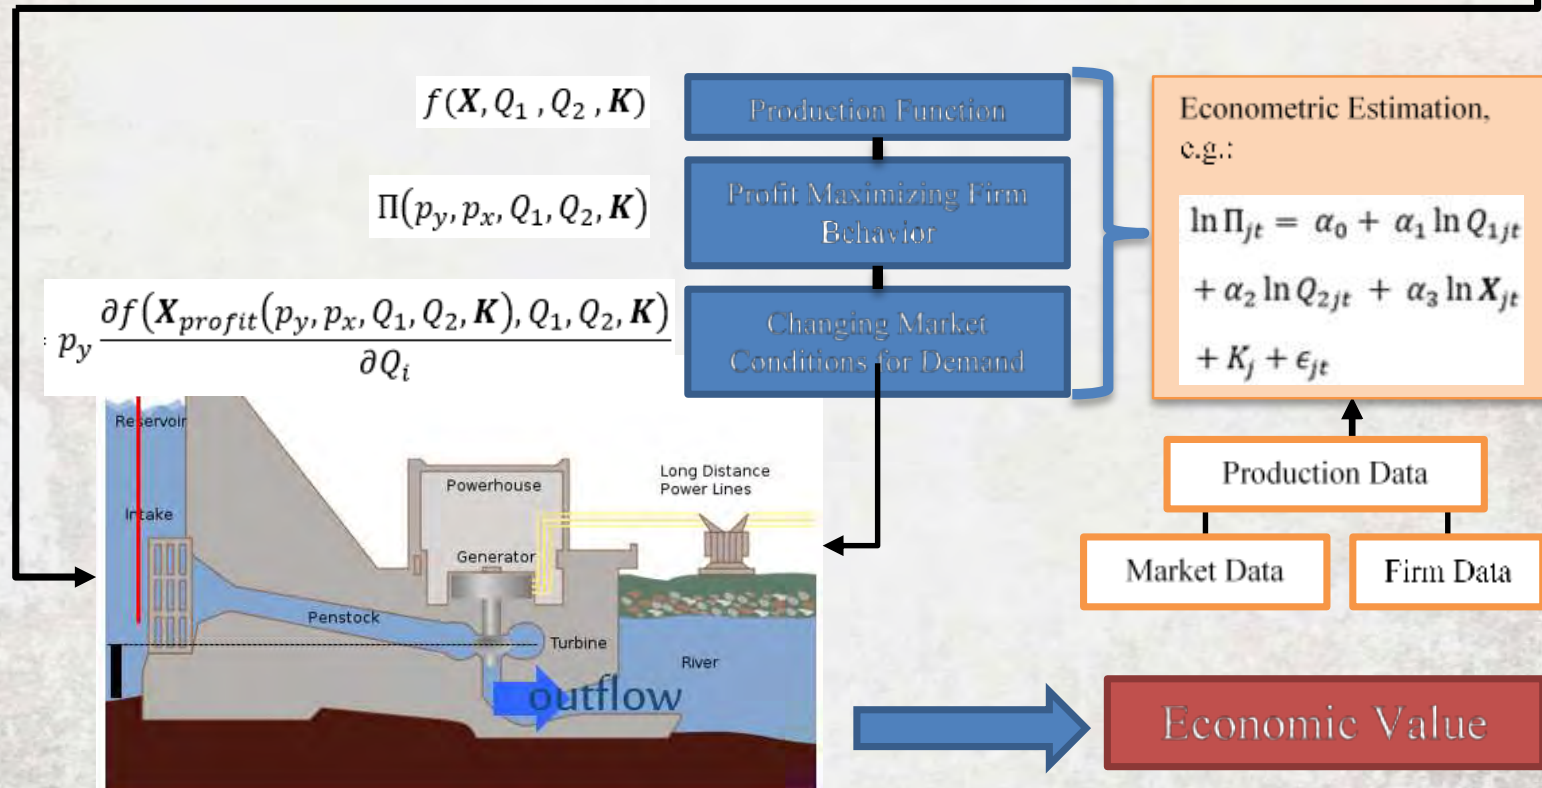 f(X, Q₁ , Q₂ , K)
Production Function
Π(p_y, p_x, Q₁, Q₂, K)
Profit Maximizing Firm
Behavior
p_y ∂f(X_profit(p_y, p_x, Q₁, Q₂, K), Q₁, Q₂, K) / ∂Q_i
Changing Market
Conditions for Demand
Econometric Estimation,
e.g.:
ln Π_jt = α₀ + α₁ ln Q_1jt
+ α₂ ln Q_2jt + α₃ ln X_jt
+ K_j + ϵ_jt
Production Data
Market Data
Firm Data
Reservoir
Intake
Powerhouse
Long Distance
Power Lines
Generator
Penstock
Turbine
River
outflow
Economic Value